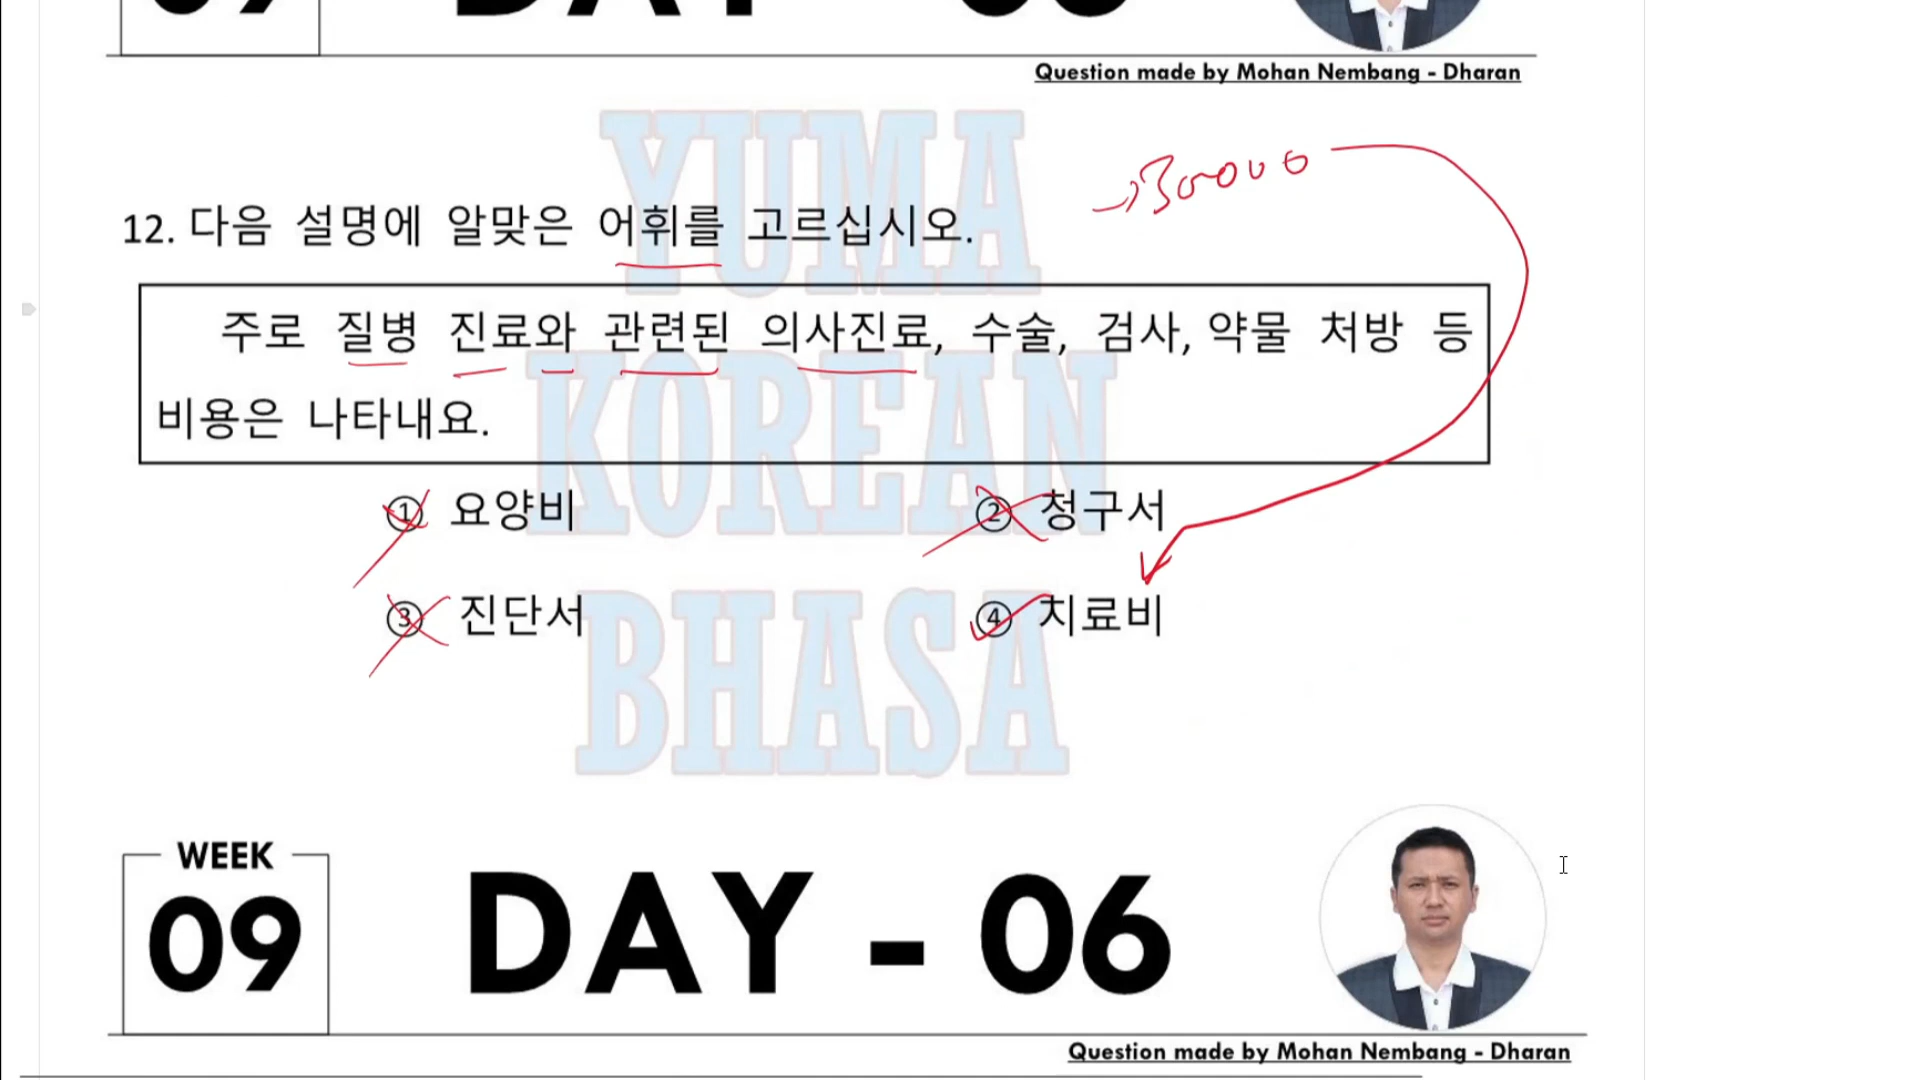 09 DAY - 05
Question made by Mohan Nembang - Dharan
YUMA
KOREAN
BHASA
→30000
12. 다음 설명에 알맞은 어휘를 고르십시오.
주로 질병 진료와 관련된 의사진료, 수술, 검사, 약물 처방 등
비용은 나타내요.
① 요양비 ② 청구서
③ 진단서 ④ 치료비
WEEK
09 DAY - 06
Question made by Mohan Nembang - Dharan